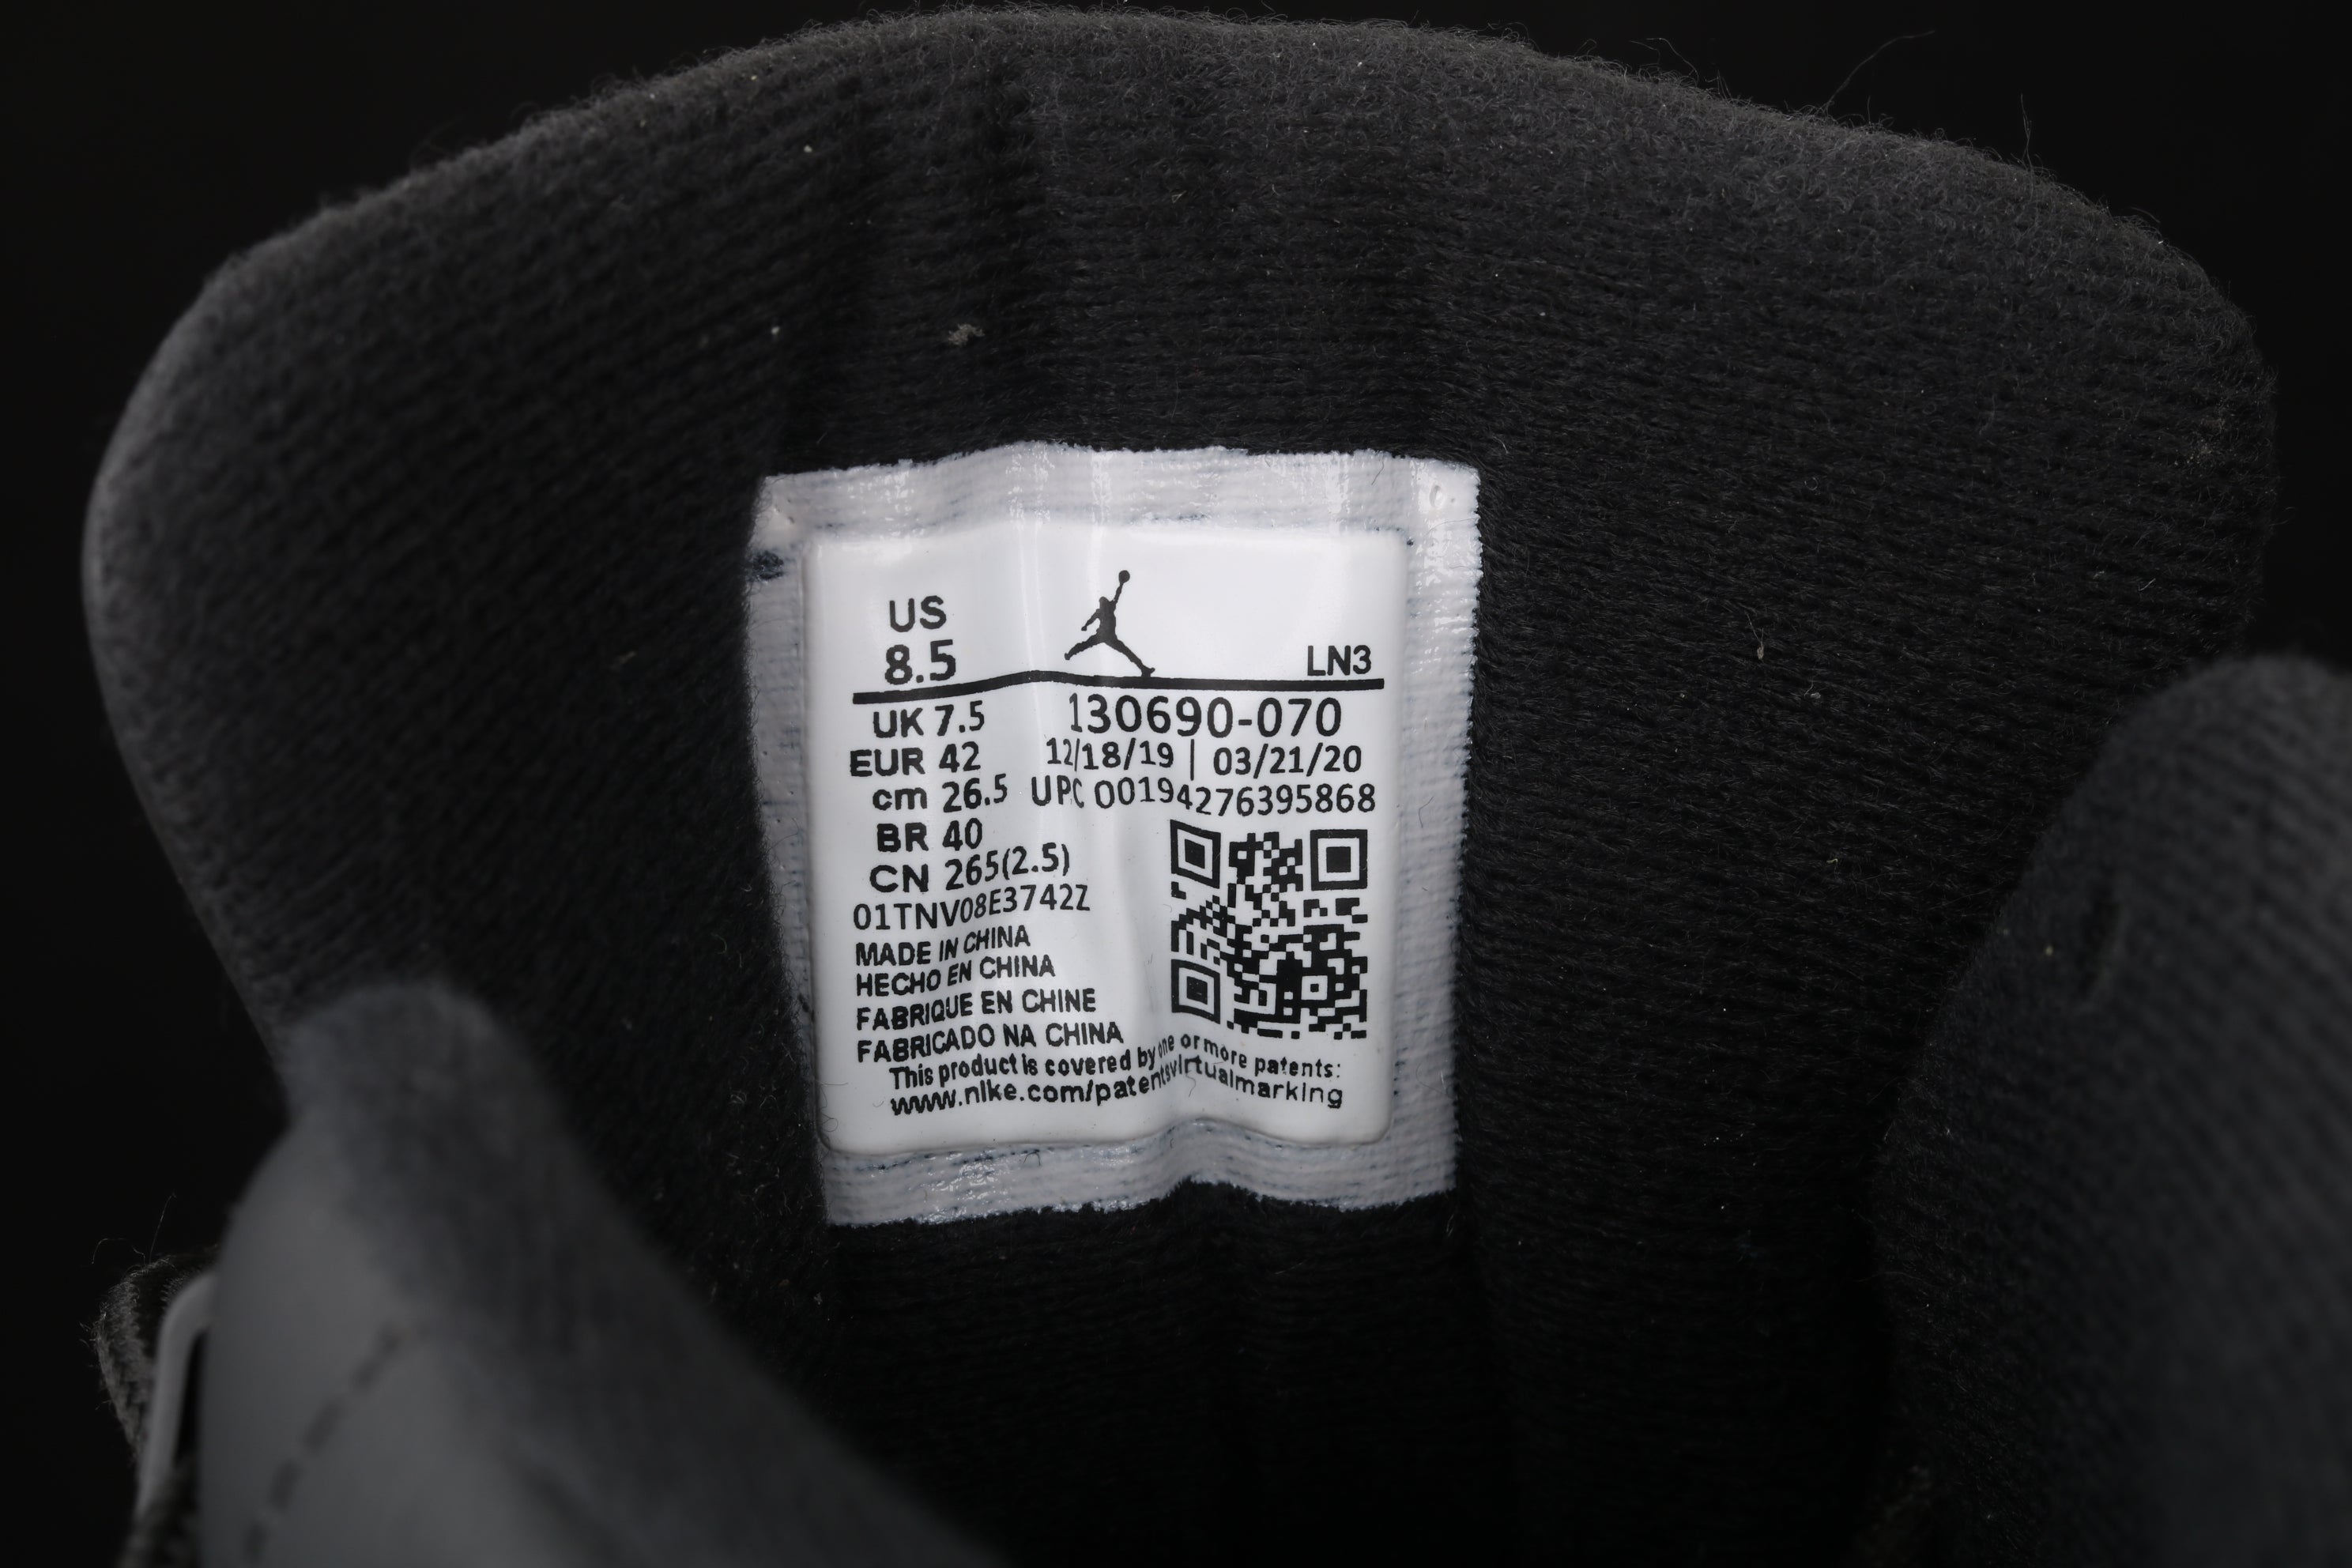 US
8.5
LN3
UK 7.5
130690-070
EUR 42
12/18/19 | 03/21/20
cm 26.5
UPC 00194276395868
BR 40
CN 265(2.5)
01TNV08E3742Z
MADE IN CHINA
HECHO EN CHINA
FABRIQUE EN CHINE
FABRICADO NA CHINA
This product is covered by one or more patents:
www.nike.com/patentsvirtualmarking